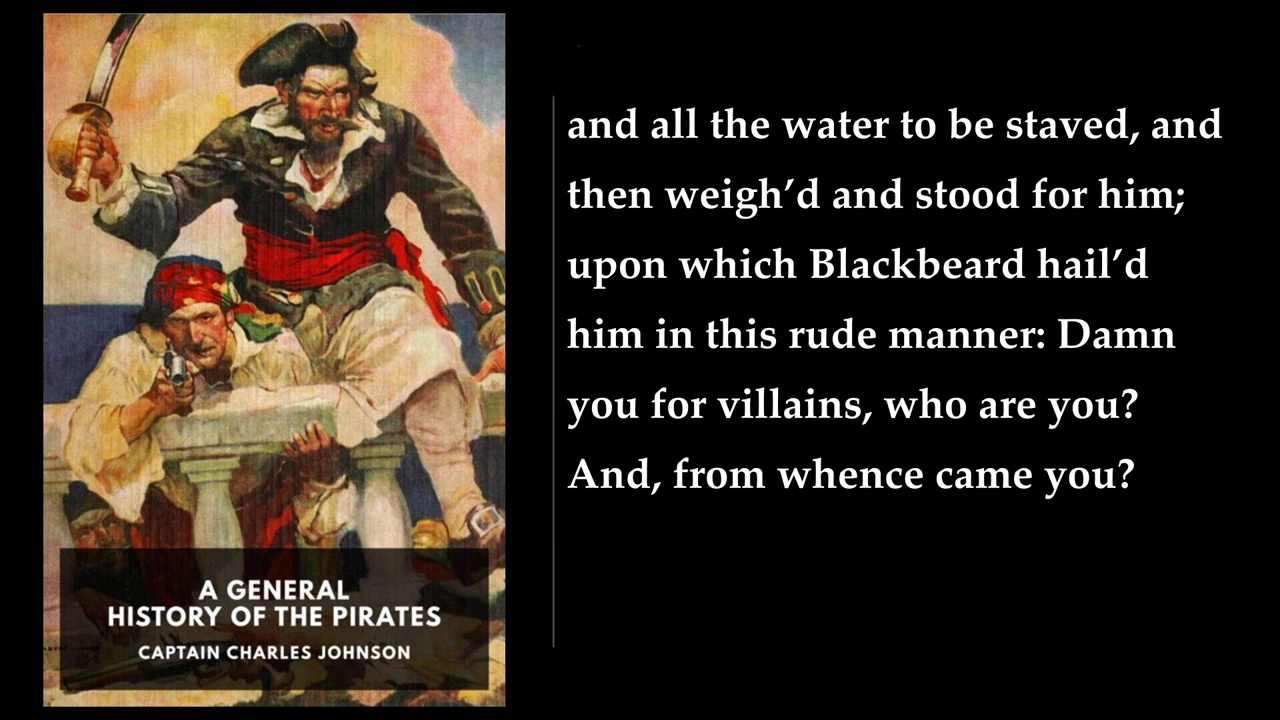 and all the water to be staved, and
then weigh’d and stood for him;
upon which Blackbeard hail’d
him in this rude manner: Damn
you for villains, who are you?
And, from whence came you?
A GENERAL
HISTORY OF THE PIRATES
CAPTAIN CHARLES JOHNSON